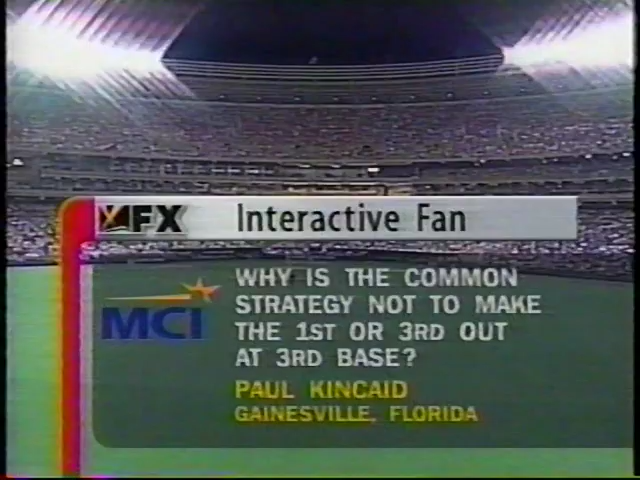 FX Interactive Fan
MCI
WHY IS THE COMMON
STRATEGY NOT TO MAKE
THE 1ST OR 3RD OUT
AT 3RD BASE?
PAUL KINCAID
GAINESVILLE, FLORIDA